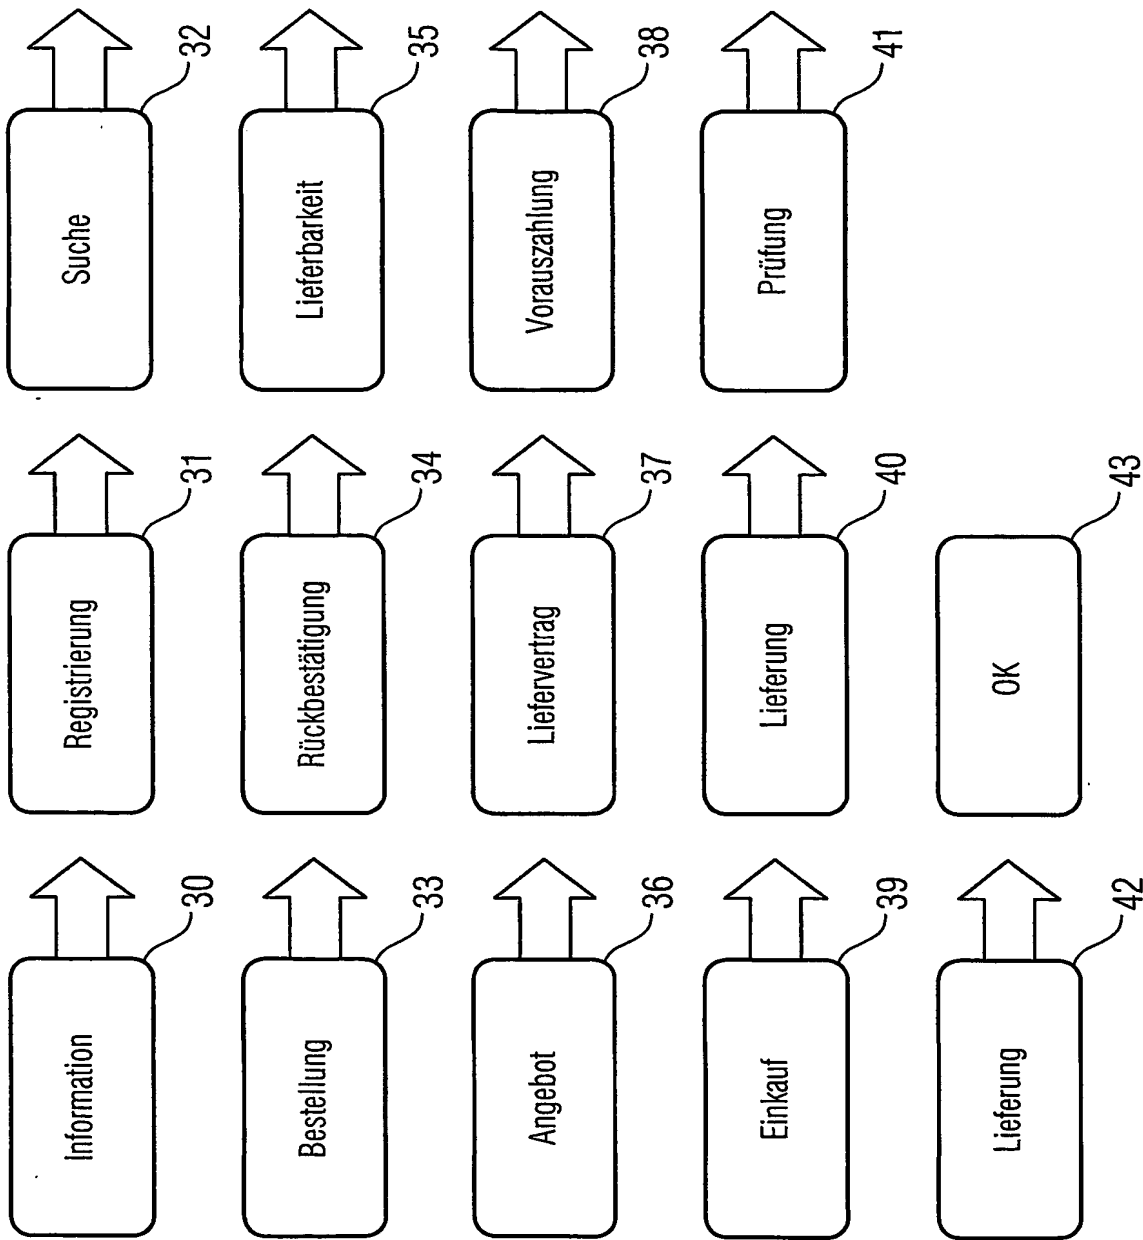 Information
30
Registrierung
31
Suche
32
Bestellung
33
Rückbestätigung
34
Lieferbarkeit
35
Angebot
36
Liefervertrag
37
Vorauszahlung
38
Einkauf
39
Lieferung
40
Prüfung
41
Lieferung
42
OK
43